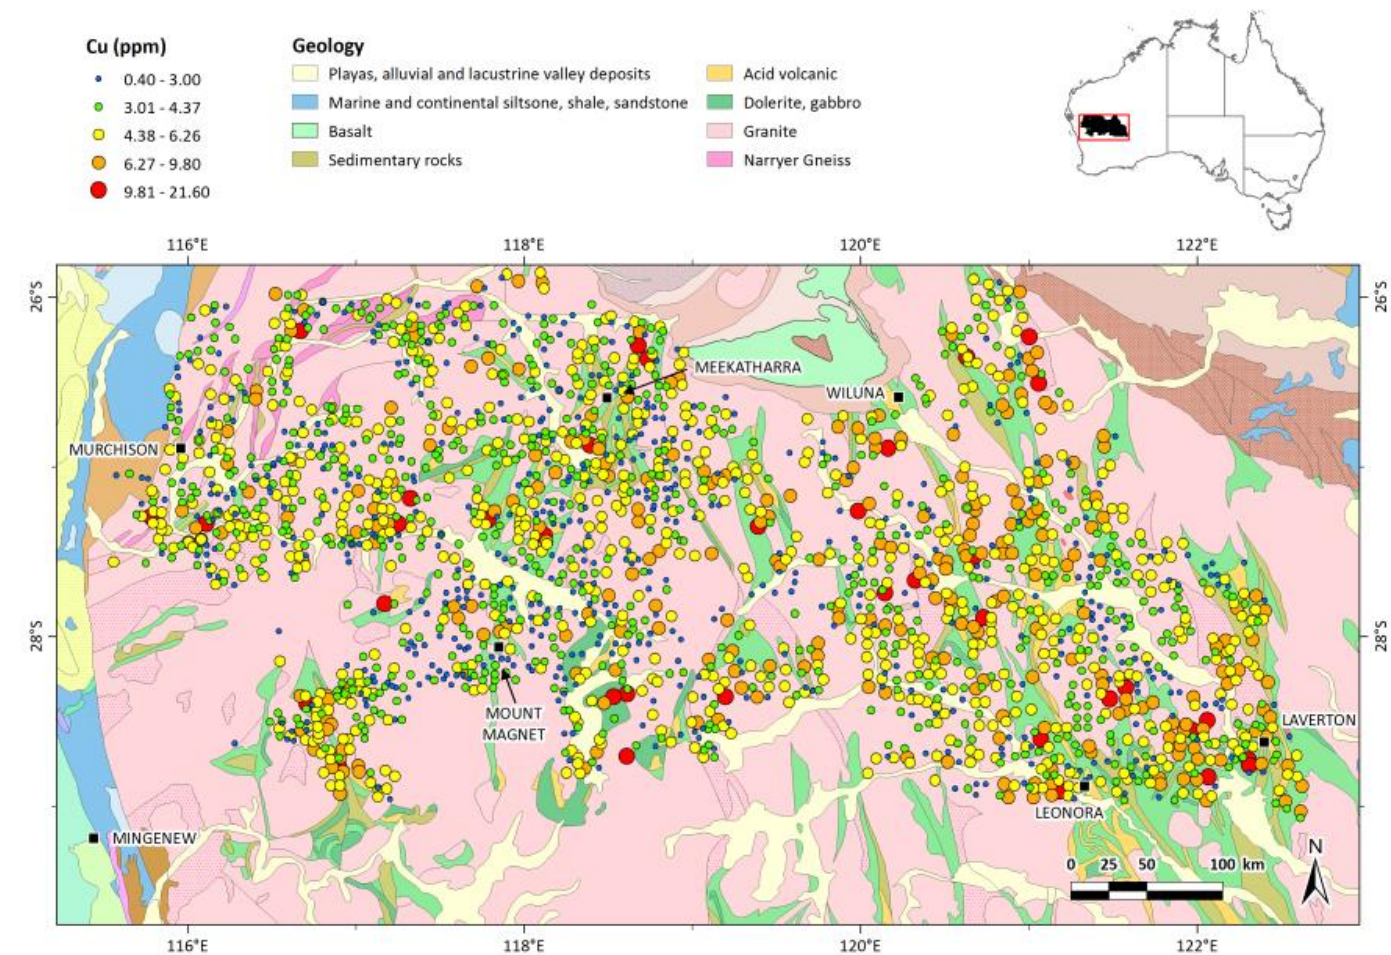 Cu (ppm)
0.40 - 3.00
3.01 - 4.37
4.38 - 6.26
6.27 - 9.80
9.81 - 21.60
Geology
Playas, alluvial and lacustrine valley deposits
Marine and continental siltsone, shale, sandstone
Basalt
Sedimentary rocks
Acid volcanic
Dolerite, gabbro
Granite
Narryer Gneiss
116°E 118°E 120°E 122°E
26°S 26°S
MEEKATHARRA
WILUNA
MURCHISON
28°S 28°S
MOUNT
MAGNET
LAVERTON
LEONORA
MINGENEW
N
0 25 50 100 km
116°E 118°E 120°E 122°E